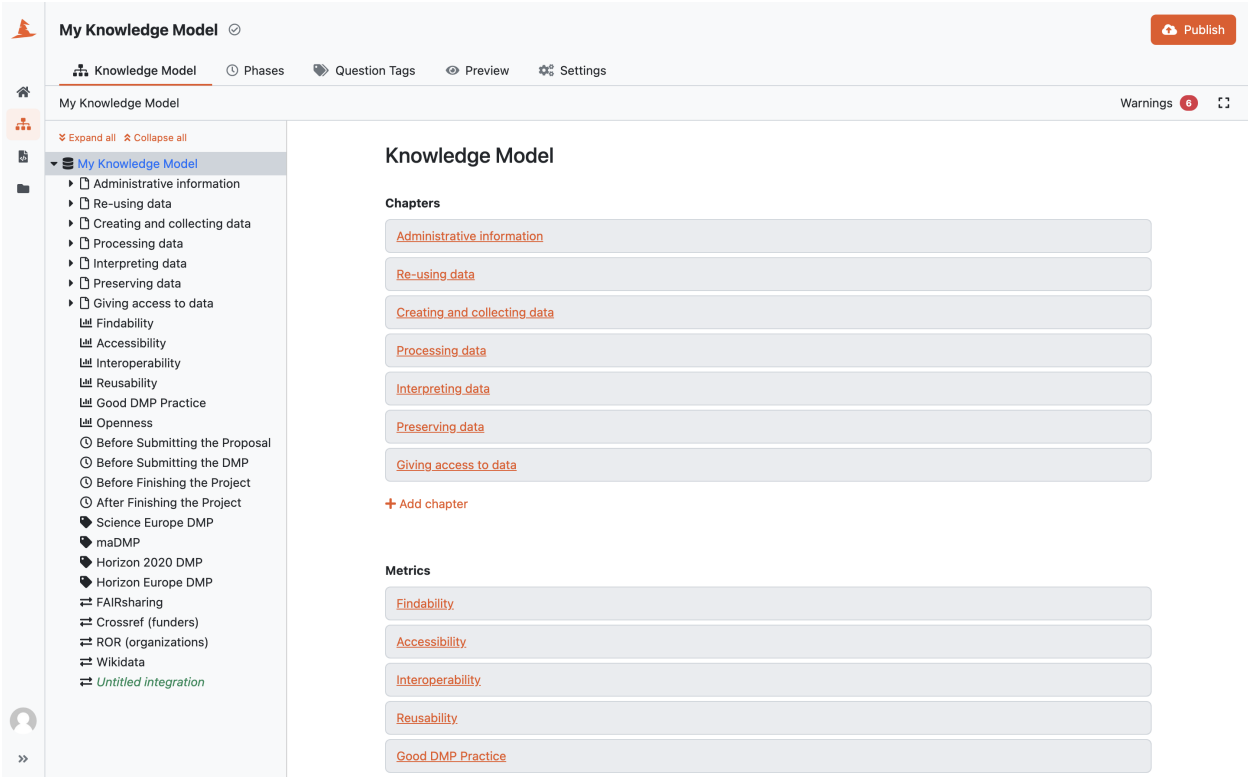 My Knowledge Model
Publish
Knowledge Model
Phases
Question Tags
Preview
Settings
My Knowledge Model
Warnings 6
Expand all Collapse all
My Knowledge Model
Administrative information
Re-using data
Creating and collecting data
Processing data
Interpreting data
Preserving data
Giving access to data
Findability
Accessibility
Interoperability
Reusability
Good DMP Practice
Openness
Before Submitting the Proposal
Before Submitting the DMP
Before Finishing the Project
After Finishing the Project
Science Europe DMP
maDMP
Horizon 2020 DMP
Horizon Europe DMP
FAIRsharing
Crossref (funders)
ROR (organizations)
Wikidata
Untitled integration
Knowledge Model
Chapters
Administrative information
Re-using data
Creating and collecting data
Processing data
Interpreting data
Preserving data
Giving access to data
Add chapter
Metrics
Findability
Accessibility
Interoperability
Reusability
Good DMP Practice